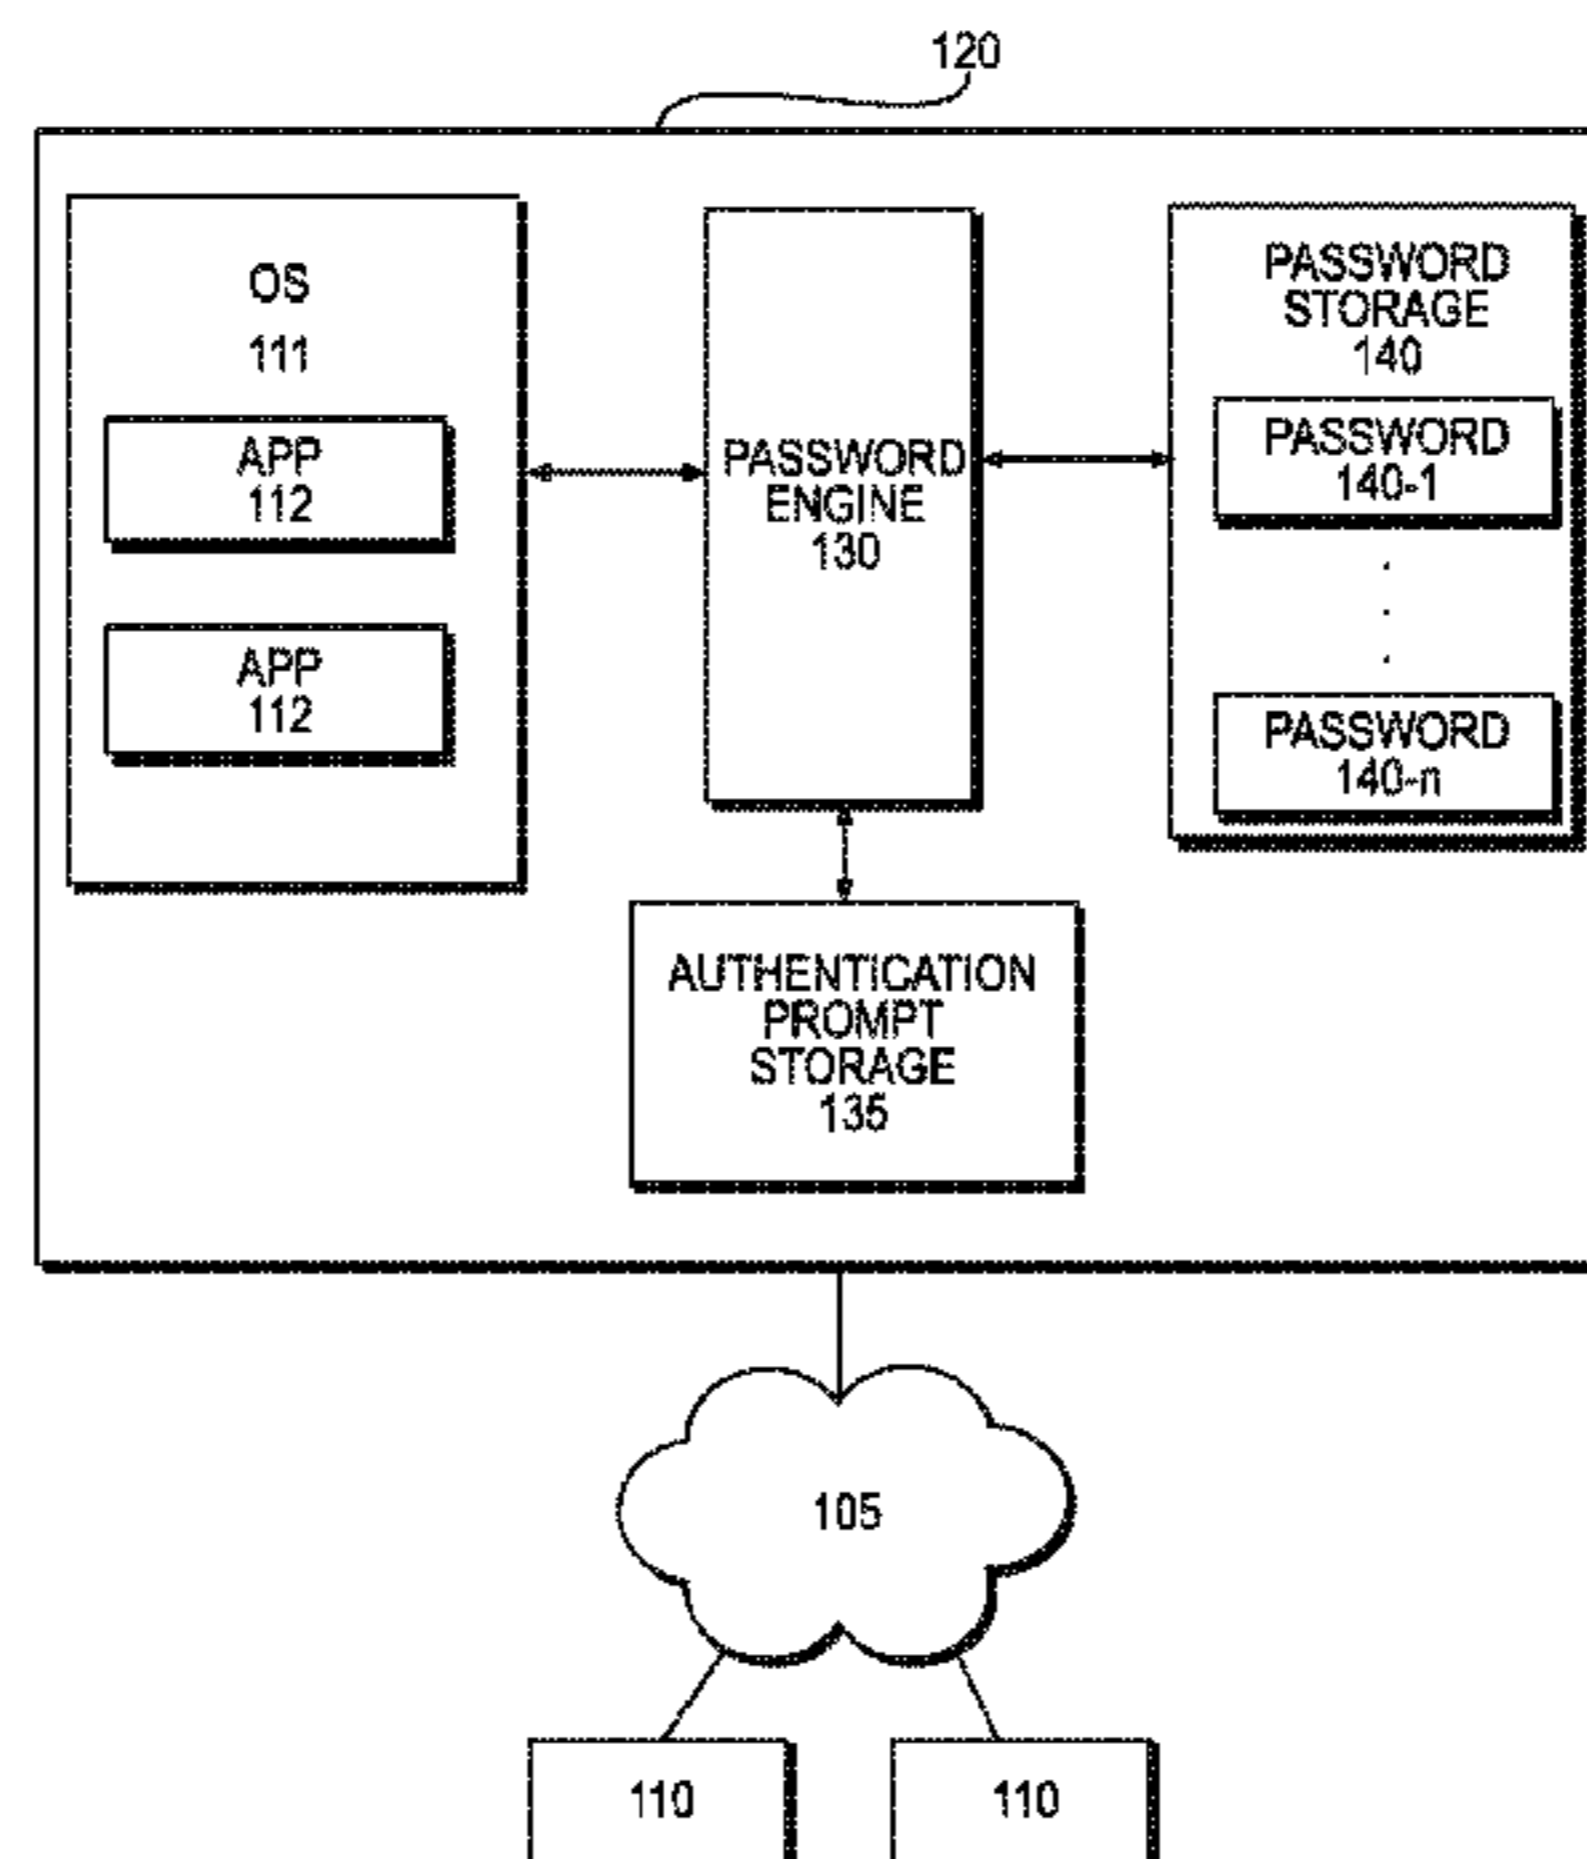 120
OS
111
APP
112
APP
112
PASSWORD
ENGINE
130
PASSWORD
STORAGE
140
PASSWORD
140-1
.
.
.
PASSWORD
140-n
AUTHENTICATION
PROMPT
STORAGE
135
105
110
110